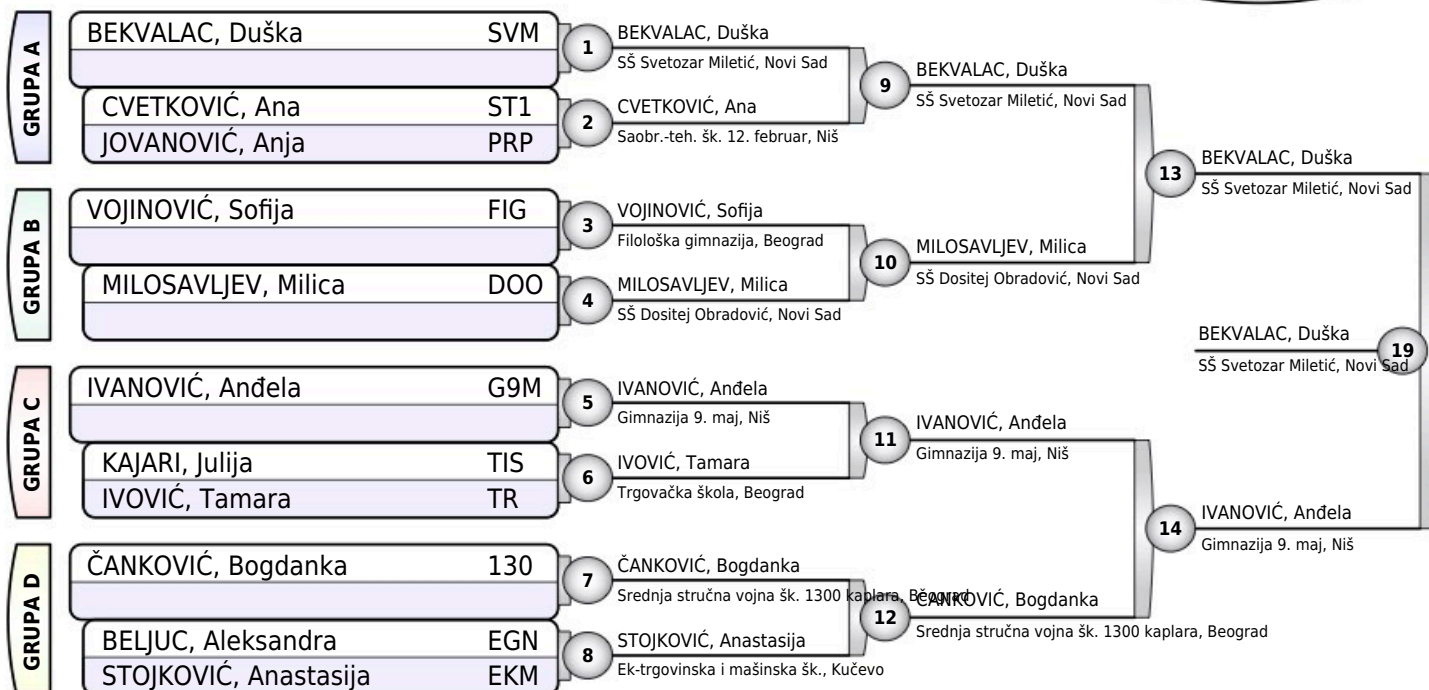 GRUPA A
BEKVALAC, Duška SVM
CVETKOVIĆ, Ana ST1
JOVANOVIĆ, Anja PRP
GRUPA B
VOJINOVIĆ, Sofija FIG
MILOSAVLJEV, Milica DOO
GRUPA C
IVANOVIĆ, Anđela G9M
KAJARI, Julija TIS
IVOVIĆ, Tamara TR
GRUPA D
ČANKOVIĆ, Bogdanka 130
BELJUC, Aleksandra EGN
STOJKOVIĆ, Anastasija EKM
1
BEKVALAC, Duška
SŠ Svetozar Miletić, Novi Sad
2
CVETKOVIĆ, Ana
Saobr.-teh. šk. 12. februar, Niš
3
VOJINOVIĆ, Sofija
Filološka gimnazija, Beograd
4
MILOSAVLJEV, Milica
SŠ Dositej Obradović, Novi Sad
5
IVANOVIĆ, Anđela
Gimnazija 9. maj, Niš
6
IVOVIĆ, Tamara
Trgovačka škola, Beograd
7
ČANKOVIĆ, Bogdanka
Srednja stručna vojna šk. 1300 kaplara, Beograd
8
STOJKOVIĆ, Anastasija
Ek-trgovinska i mašinska šk., Kučevo
9
BEKVALAC, Duška
SŠ Svetozar Miletić, Novi Sad
10
MILOSAVLJEV, Milica
SŠ Dositej Obradović, Novi Sad
11
IVANOVIĆ, Anđela
Gimnazija 9. maj, Niš
12
ČANKOVIĆ, Bogdanka
Srednja stručna vojna šk. 1300 kaplara, Beograd
13
BEKVALAC, Duška
SŠ Svetozar Miletić, Novi Sad
14
IVANOVIĆ, Anđela
Gimnazija 9. maj, Niš
BEKVALAC, Duška
SŠ Svetozar Miletić, Novi Sad
19